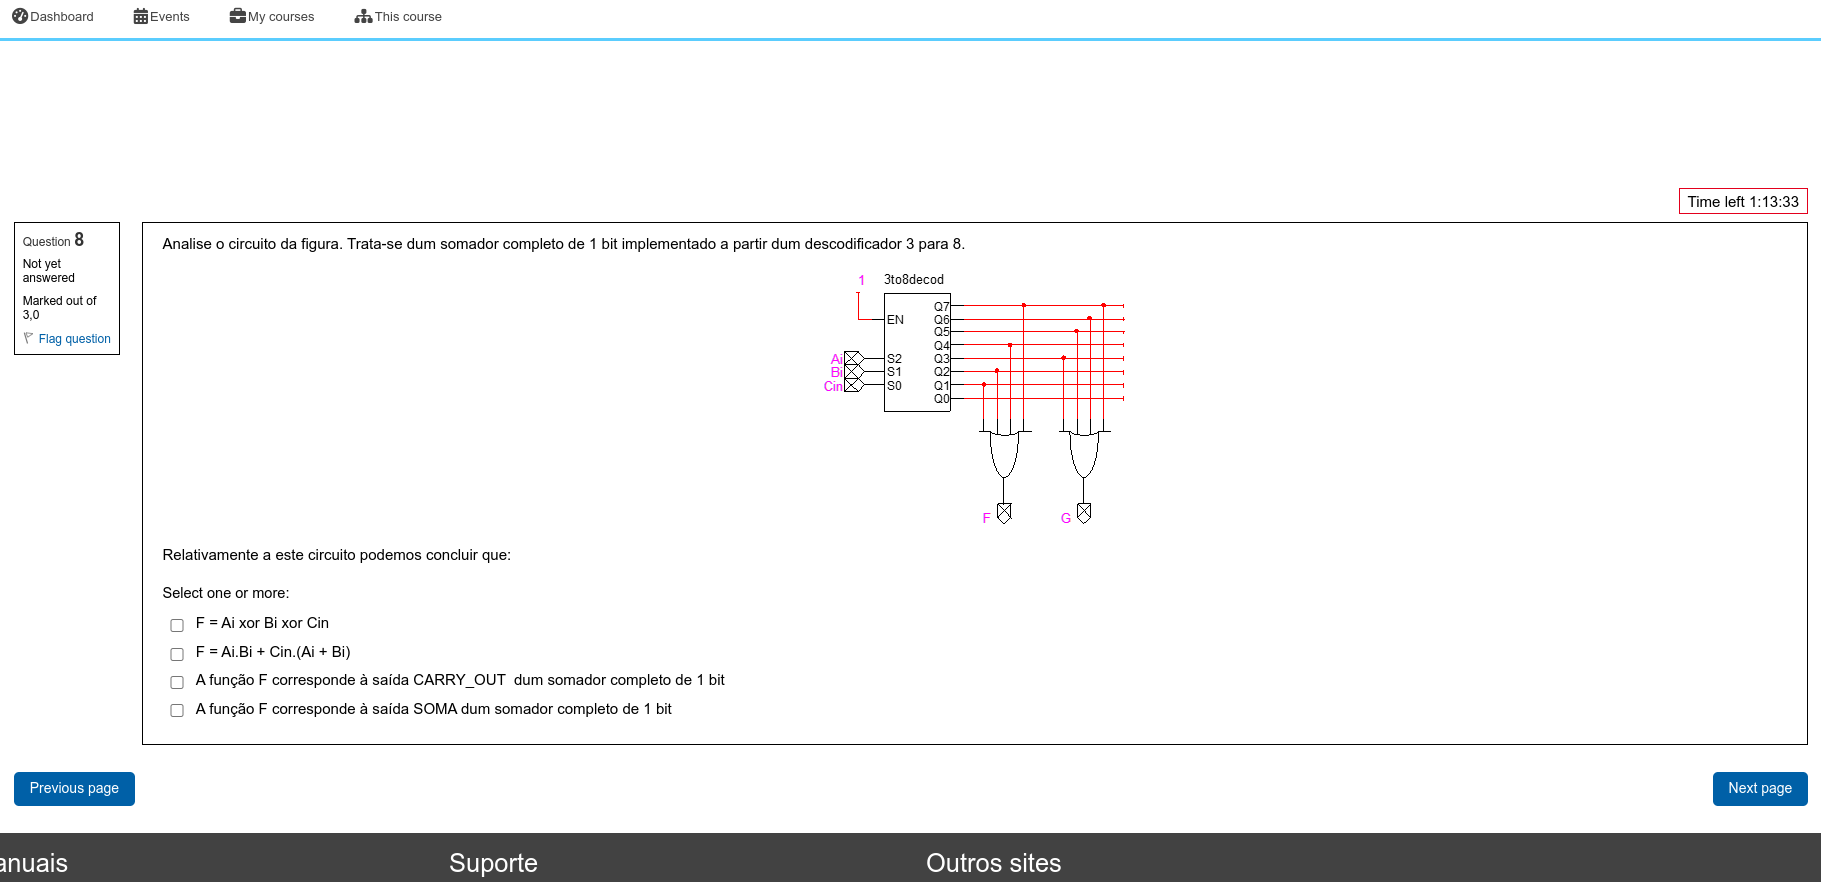 Dashboard Events My courses This course
Time left 1:13:33
Question 8
Not yet
answered
Marked out of
3,0
Flag question
Analise o circuito da figura. Trata-se dum somador completo de 1 bit implementado a partir dum descodificador 3 para 8.
1 3to8decod
Q7
EN Q6
Q5
Q4
Ai S2 Q3
Bi S1 Q2
Cin S0 Q1
Q0
F G
Relativamente a este circuito podemos concluir que:
Select one or more:
F = Ai xor Bi xor Cin
F = Ai.Bi + Cin.(Ai + Bi)
A função F corresponde à saída CARRY_OUT dum somador completo de 1 bit
A função F corresponde à saída SOMA dum somador completo de 1 bit
Previous page Next page
anuais Suporte Outros sites